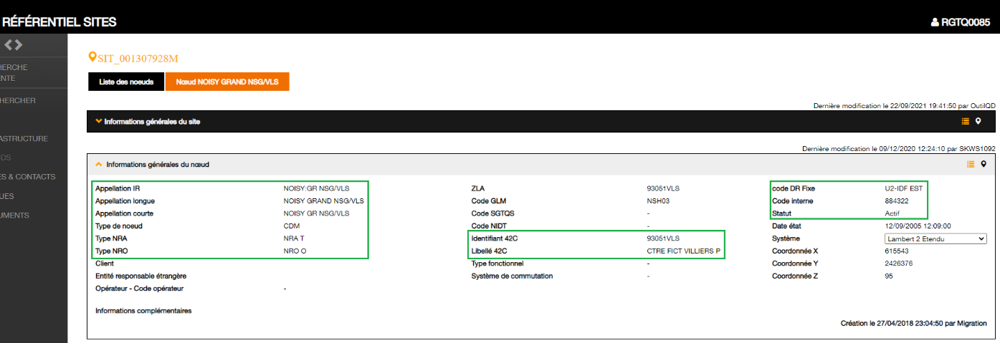 RÉFÉRENTIEL SITES
RGTQ0085
HERCHE
NTE
HERCHER
ASTRUCTURE
DS
ES & CONTACTS
UES
UMENTS
SIT_001307928M
Liste des noeuds
Nœud NOISY GRAND NSG/VLS
Dernière modification le 22/09/2021 19:41:50 par OutilQD
Informations générales du site
Dernière modification le 09/12/2020 12:24:10 par SKWS1092
Informations générales du nœud
Appellation IR NOISY:GR NSG/VLS ZLA 93051VLS code DR Fixe U2-IDF EST
Appellation longue NOISY GRAND NSG/VLS Code GLM NSH03 Code interne 884322
Appellation courte NOISY GR NSG/VLS Code SGTQS - Statut Actif
Type de noeud CDM Code NIDT - Date état 12/09/2005 12:09:00
Type NRA NRA T Identifiant 42C 93051VLS Système Lambert 2 Etendu
Type NRO NRO O Libellé 42C CTRE FICT VILLIERS P Coordonnée X 615543
Client Type fonctionnel - Coordonnée Y 2426376
Entité responsable étrangère Système de commutation - Coordonnée Z 95
Opérateur - Code opérateur -
Informations complémentaires
Création le 27/04/2018 23:04:50 par Migration